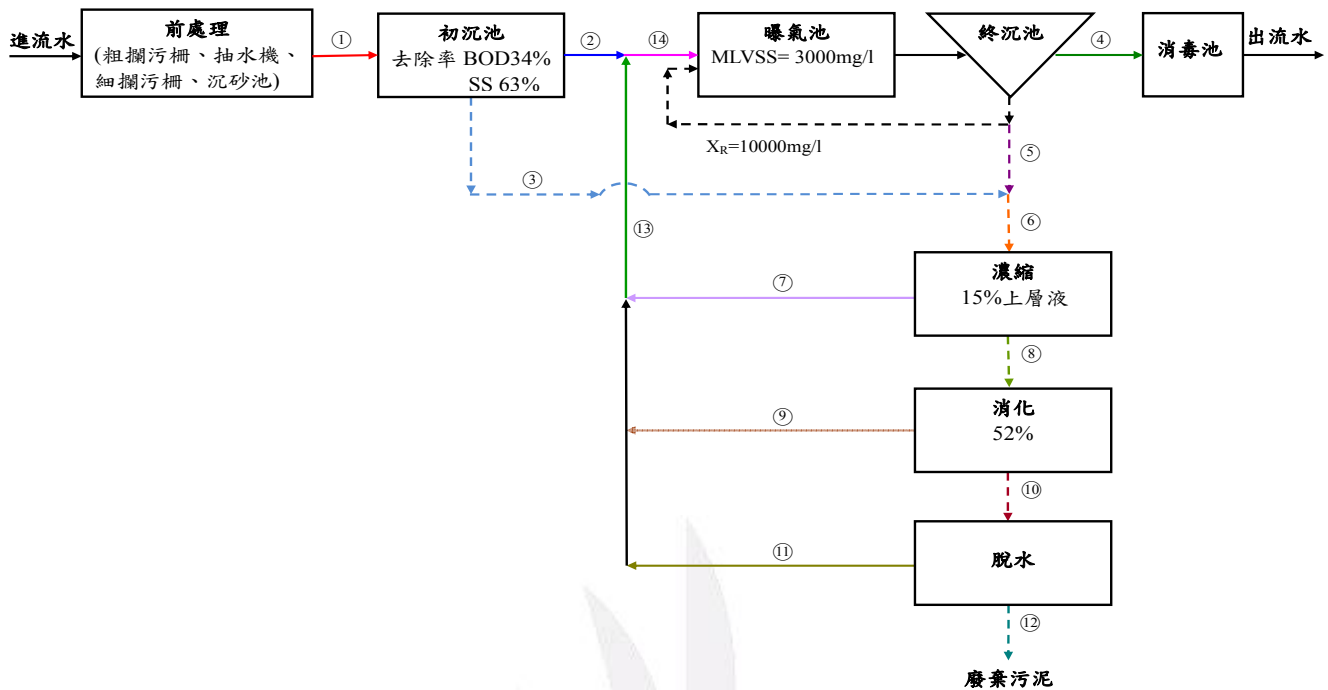 進流水
前處理
(粗攔污柵、抽水機、
細攔污柵、沉砂池)
①
初沉池
去除率 BOD34%
SS 63%
②
⑭
曝氣池
MLVSS= 3000mg/l
終沉池
④
消毒池
出流水
X_R=10000mg/l
⑤
③
⑥
⑬
濃縮
15%上層液
⑦
⑧
消化
52%
⑨
⑩
脫水
⑪
⑫
廢棄污泥